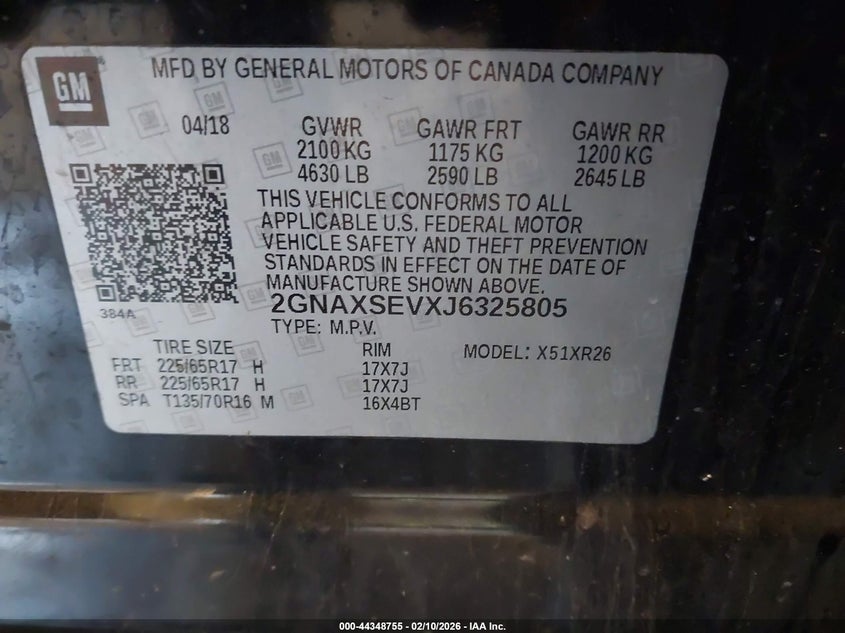 GM
MFD BY GENERAL MOTORS OF CANADA COMPANY
04/18 GVWR GAWR FRT GAWR RR
2100 KG 1175 KG 1200 KG
4630 LB 2590 LB 2645 LB
THIS VEHICLE CONFORMS TO ALL
APPLICABLE U.S. FEDERAL MOTOR
VEHICLE SAFETY AND THEFT PREVENTION
STANDARDS IN EFFECT ON THE DATE OF
MANUFACTURE SHOWN ABOVE.
384A
2GNAXSEVXJ6325805
TYPE: M.P.V.
TIRE SIZE RIM MODEL: X51XR26
FRT 225/65R17 H 17X7J
RR 225/65R17 H 17X7J
SPA T135/70R16 M 16X4BT
000-44348755 - 02/10/2026 - IAA Inc.